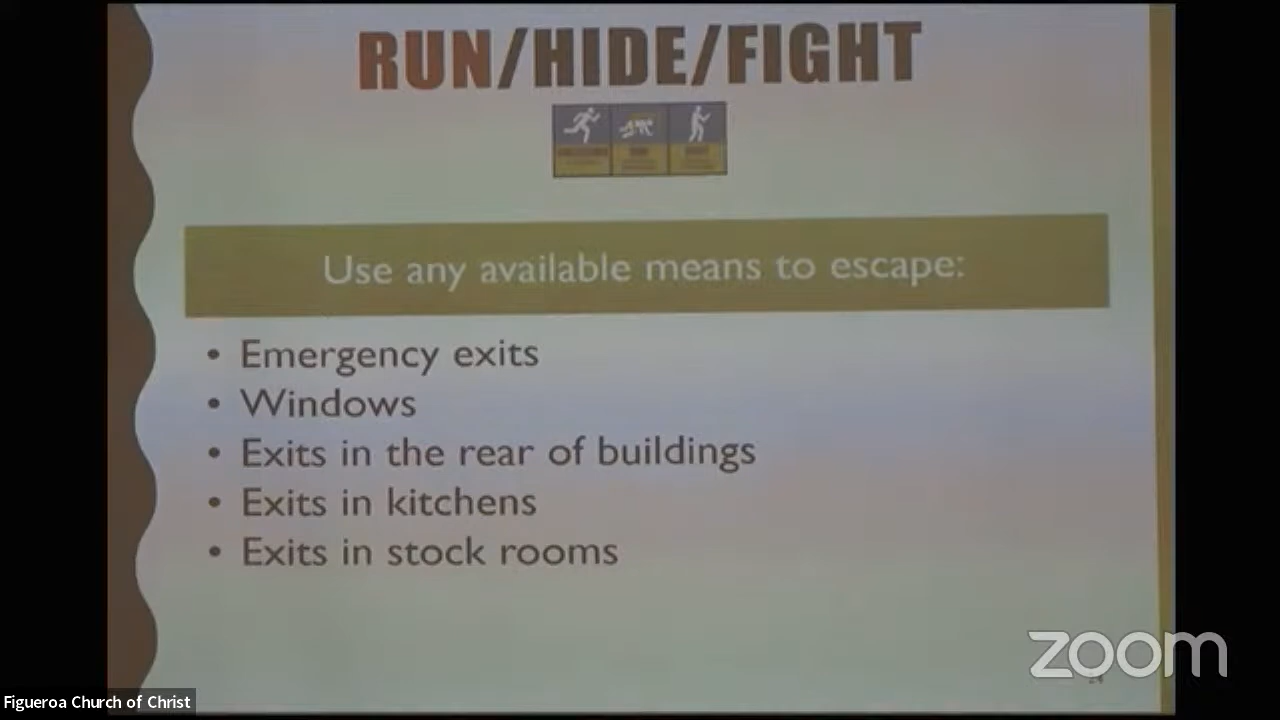 RUN/HIDE/FIGHT
Use any available means to escape:
• Emergency exits
• Windows
• Exits in the rear of buildings
• Exits in kitchens
• Exits in stock rooms
zoom
Figueroa Church of Christ